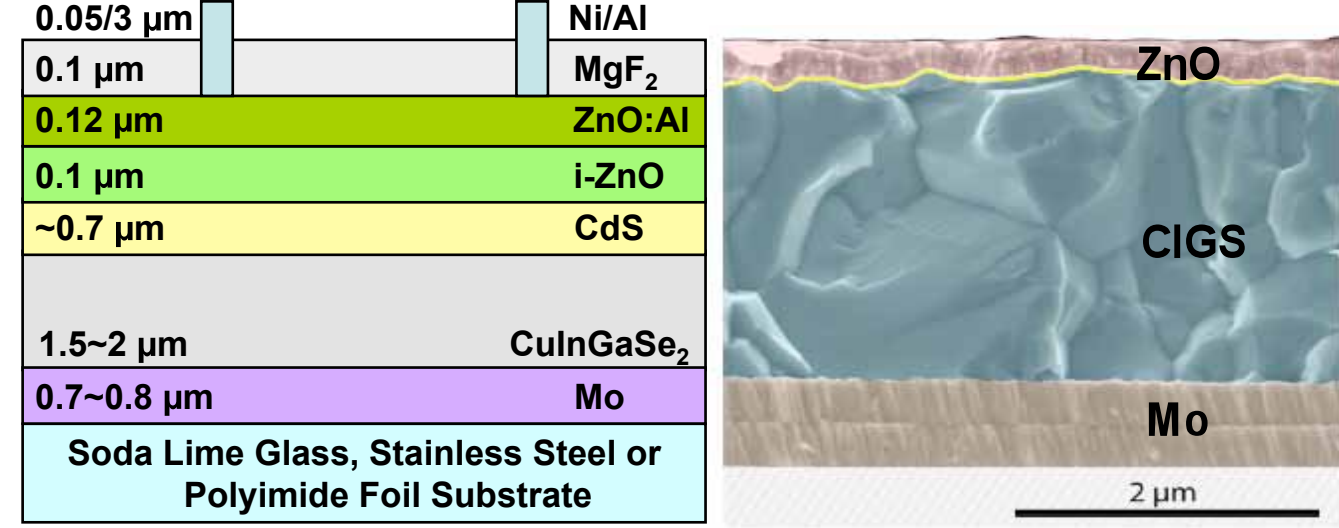 0.05/3 µm Ni/Al
0.1 µm MgF₂
0.12 µm ZnO:Al
0.1 µm i-ZnO
~0.7 µm CdS
1.5~2 µm CuInGaSe₂
0.7~0.8 µm Mo
Soda Lime Glass, Stainless Steel or
Polyimide Foil Substrate
ZnO
CIGS
Mo
2 µm